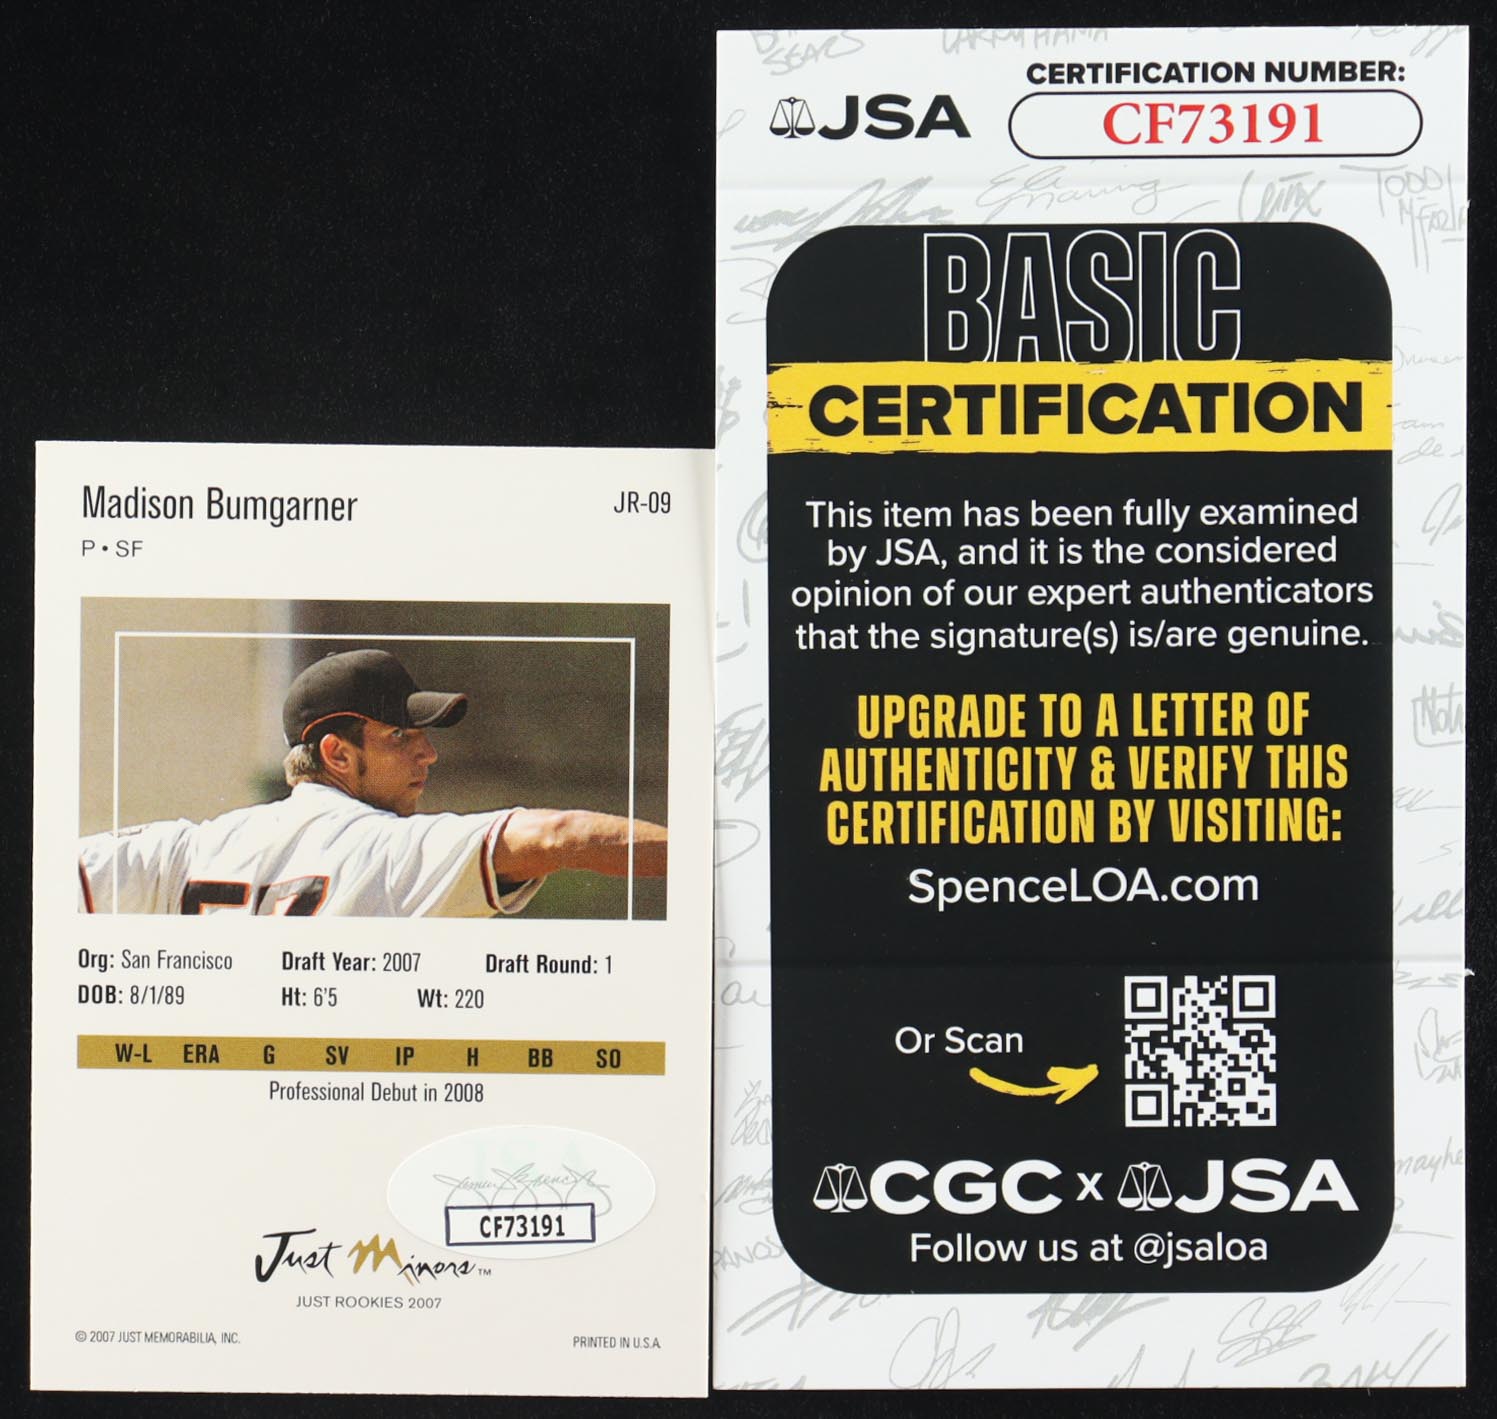 Madison Bumgarner
JR-09
P • SF
57
Org: San Francisco
Draft Year: 2007
Draft Round: 1
DOB: 8/1/89
Ht: 6'5
Wt: 220
W-L ERA G SV IP H BB SO
Professional Debut in 2008
JSA
CF73191
Just Minors™
JUST ROOKIES 2007
© 2007 JUST MEMORABILIA, INC.
PRINTED IN U.S.A.
JSA
CERTIFICATION NUMBER:
CF73191
BASIC
CERTIFICATION
This item has been fully examined
by JSA, and it is the considered
opinion of our expert authenticators
that the signature(s) is/are genuine.
UPGRADE TO A LETTER OF
AUTHENTICITY & VERIFY THIS
CERTIFICATION BY VISITING:
SpenceLOA.com
Or Scan
CGC x JSA
Follow us at @jsaloa